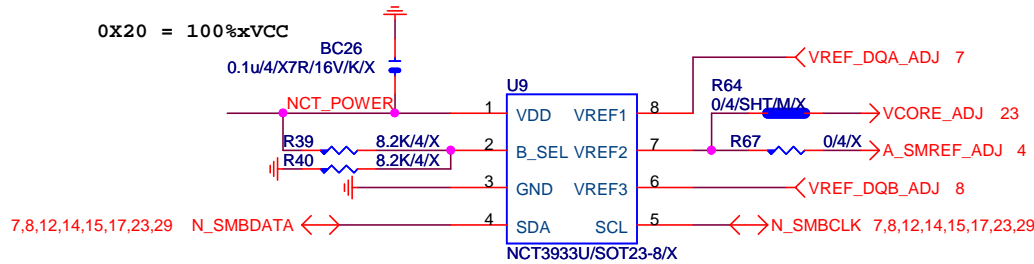 0X20 = 100%xVCC
BC26
0.1u/4/X7R/16V/K/X
U9
VREF_DQA_ADJ 7
R64
0/4/SHT/M/X
NCT_POWER
1 VDD VREF1 8
VCORE_ADJ 23
R39 8.2K/4/X
2 B_SEL VREF2 7
R67 0/4/X
A_SMREF_ADJ 4
R40 8.2K/4/X
3 GND VREF3 6
VREF_DQB_ADJ 8
7,8,12,14,15,17,23,29 N_SMBDATA
4 SDA SCL 5
N_SMBCLK 7,8,12,14,15,17,23,29
NCT3933U/SOT23-8/X